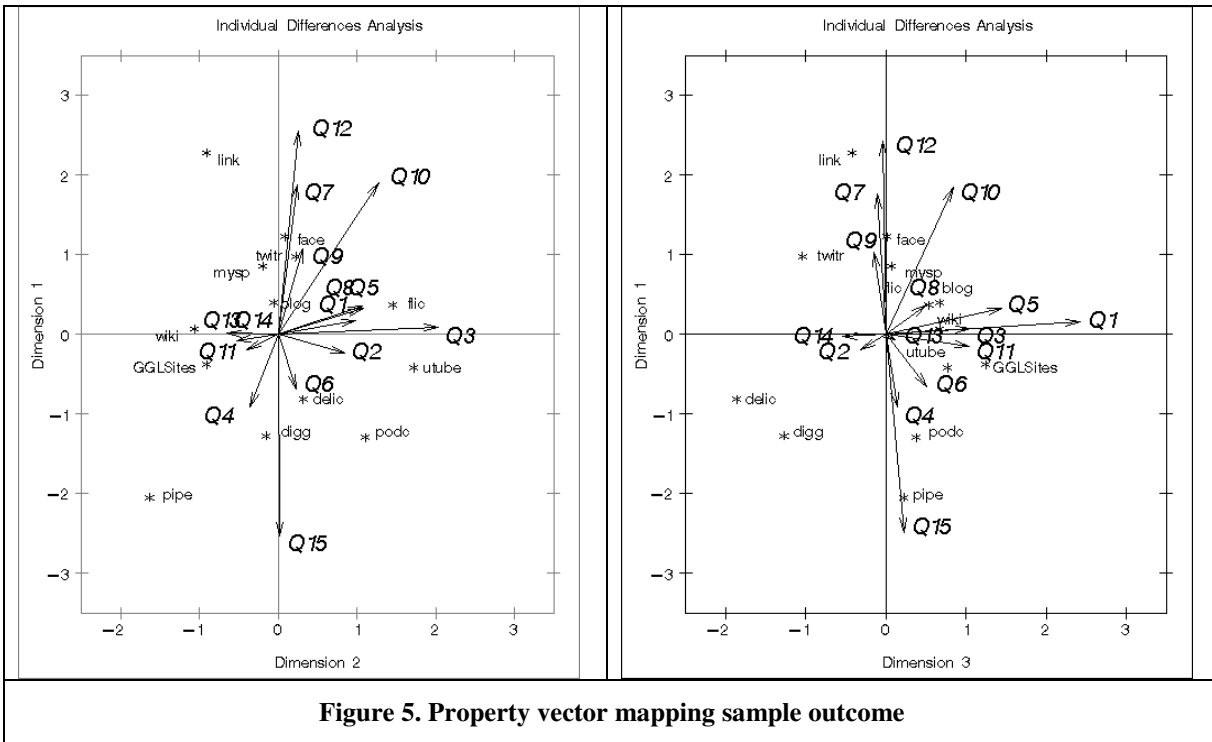 Individual Differences Analysis
3
2
1
0
−1
−2
−3
Dimension 1
Q12
link
Q10
Q7
face
twitr
Q9
mysp
Q8
Q5
blog
Q1
flic
Q13
Q14
wiki
Q3
Q11
Q2
GGLSites
utube
Q6
Q4
delic
digg
podc
pipe
Q15
−2
−1
0
1
2
3
Dimension 2
Individual Differences Analysis
3
2
1
0
−1
−2
−3
Dimension 1
Q12
link
Q7
Q10
Q9
face
twitr
mysp
flic
Q8
blog
Q5
wiki
Q1
Q14
Q13
Q3
Q2
utube
Q11
GGLSites
Q6
delic
Q4
digg
podc
pipe
Q15
−2
−1
0
1
2
3
Dimension 3
Figure 5. Property vector mapping sample outcome